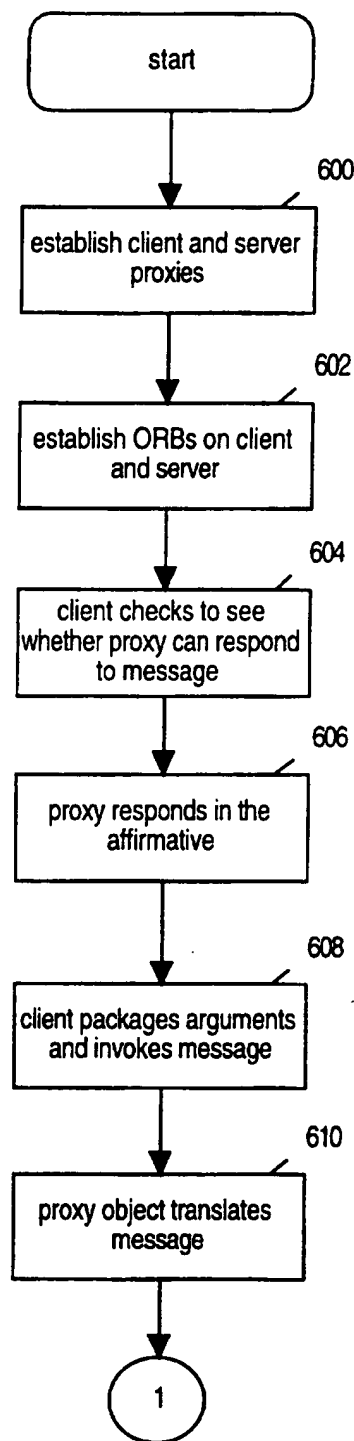 start
600
establish client and server
proxies
602
establish ORBs on client
and server
604
client checks to see
whether proxy can respond
to message
606
proxy responds in the
affirmative
608
client packages arguments
and invokes message
610
proxy object translates
message
1